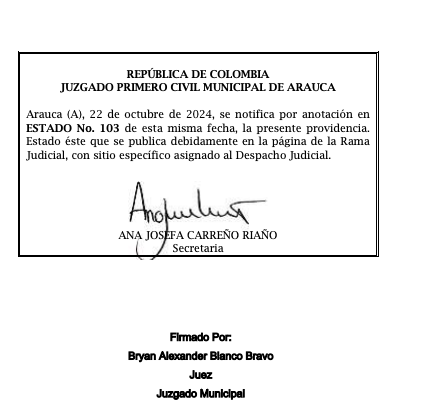 REPÚBLICA DE COLOMBIA
JUZGADO PRIMERO CIVIL MUNICIPAL DE ARAUCA
Arauca (A), 22 de octubre de 2024, se notifica por anotación en
ESTADO No. 103 de esta misma fecha, la presente providencia.
Estado éste que se publica debidamente en la página de la Rama
Judicial, con sitio específico asignado al Despacho Judicial.
ANA JOSEFA CARREÑO RIAÑO
Secretaria
Firmado Por:
Bryan Alexander Blanco Bravo
Juez
Juzgado Municipal